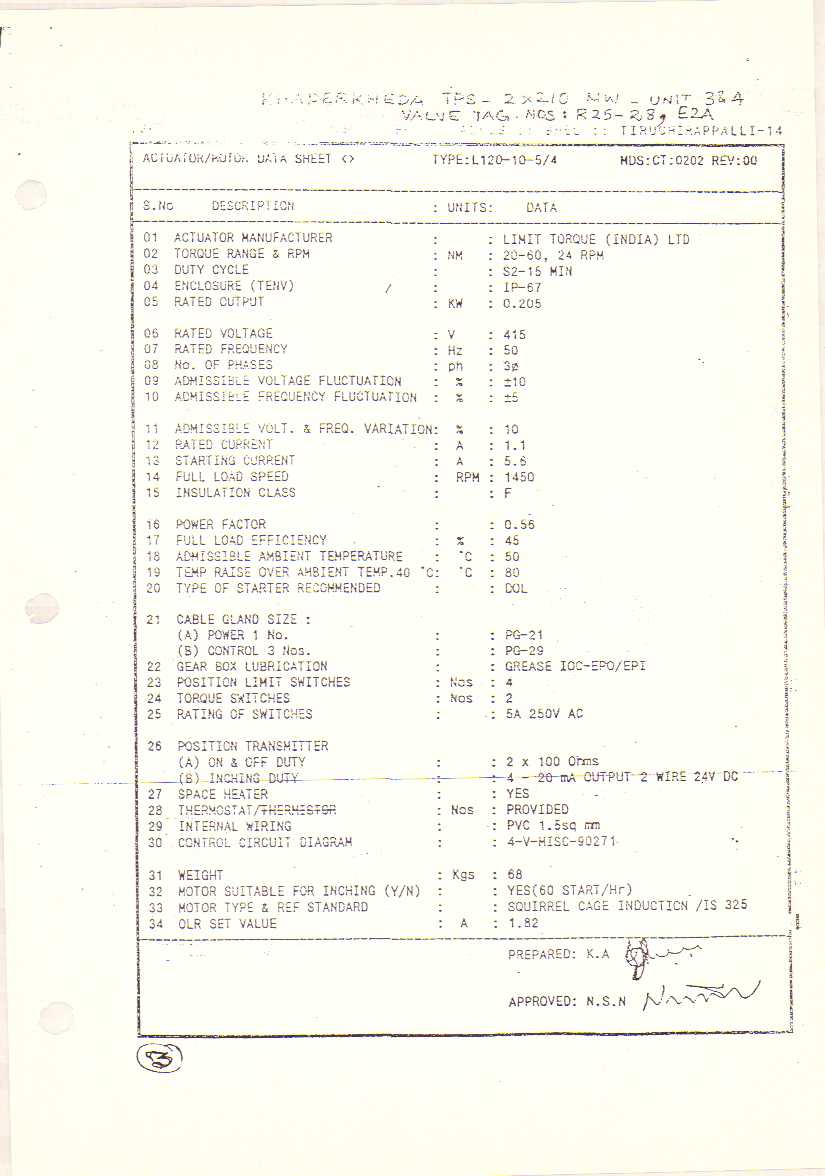 KHAPERKHEDA TPS - 2 X 210 MW - UNIT 3&4
VALVE TAG. NOS: R25-28, E2A
TIRUCHIRAPPALLI-14
ACTUATOR/MOTOR DATA SHEET <> TYPE:L120-10-5/4 MDS:CT:0202 REV:00
S.No DESCRIPTION : UNITS: DATA
01 ACTUATOR MANUFACTURER : : LIMIT TORQUE (INDIA) LTD
02 TORQUE RANGE & RPM : NM : 20-60, 24 RPM
03 DUTY CYCLE : : S2-15 MIN
04 ENCLOSURE (TENV) / : : IP-67
05 RATED OUTPUT : KW : 0.205
06 RATED VOLTAGE : V : 415
07 RATED FREQUENCY : Hz : 50
08 No. OF PHASES : ph : 3ø
09 ADMISSIBLE VOLTAGE FLUCTUATION : % : ±10
10 ADMISSIBLE FREQUENCY FLUCTUATION : % : ±5
11 ADMISSIBLE VOLT. & FREQ. VARIATION: % : 10
12 RATED CURRENT : A : 1.1
13 STARTING CURRENT : A : 5.6
14 FULL LOAD SPEED : RPM : 1450
15 INSULATION CLASS : : F
16 POWER FACTOR : : 0.56
17 FULL LOAD EFFICIENCY : % : 45
18 ADMISSIBLE AMBIENT TEMPERATURE : °C : 50
19 TEMP RAISE OVER AMBIENT TEMP.40 °C: °C : 80
20 TYPE OF STARTER RECOMMENDED : : DOL
21 CABLE GLAND SIZE :
(A) POWER 1 No. : : PG-21
(B) CONTROL 3 Nos. : : PG-29
22 GEAR BOX LUBRICATION : : GREASE IOC-EPO/EPI
23 POSITION LIMIT SWITCHES : Nos : 4
24 TORQUE SWITCHES : Nos : 2
25 RATING OF SWITCHES : : 5A 250V AC
26 POSITION TRANSMITTER
(A) ON & OFF DUTY : : 2 x 100 Ohms
(B) INCHING DUTY : : 4 - 20 mA OUTPUT 2 WIRE 24V DC
27 SPACE HEATER : : YES
28 THERMOSTAT/THERMISTOR : Nos : PROVIDED
29 INTERNAL WIRING : : PVC 1.5sq mm
30 CONTROL CIRCUIT DIAGRAM : : 4-V-MISC-90271
31 WEIGHT : Kgs : 68
32 MOTOR SUITABLE FOR INCHING (Y/N) : : YES(60 START/Hr)
33 MOTOR TYPE & REF STANDARD : : SQUIRREL CAGE INDUCTION /IS 325
34 OLR SET VALUE : A : 1.82
PREPARED: K.A
APPROVED: N.S.N